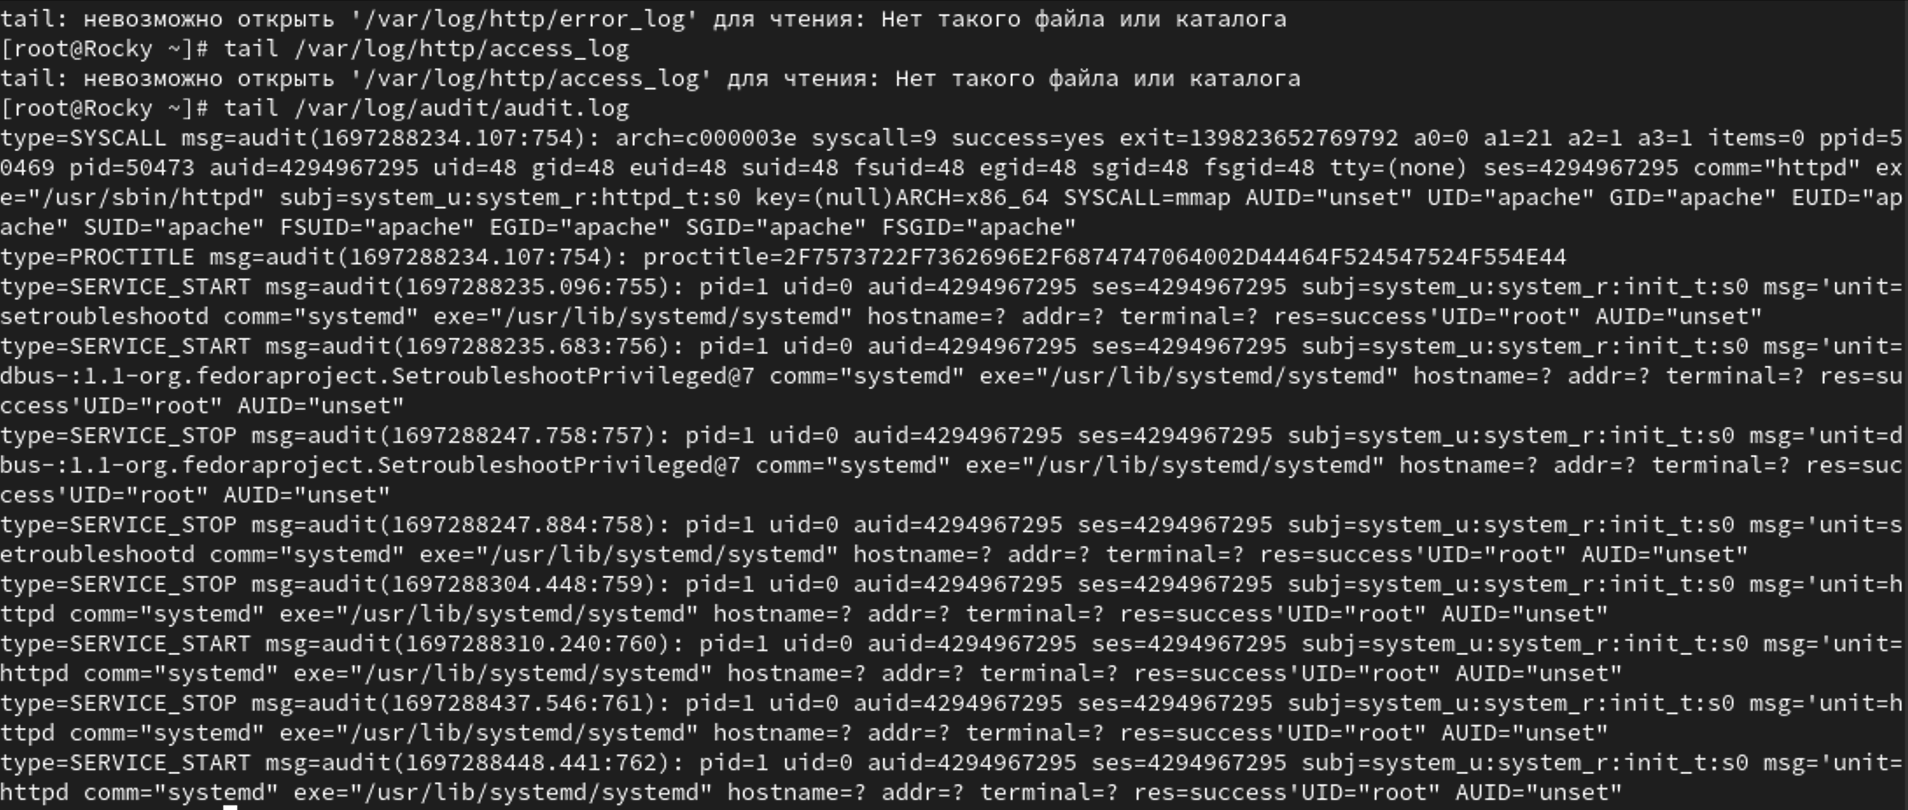 tail: невозможно открыть '/var/log/http/error_log' для чтения: Нет такого файла или каталога
[root@Rocky ~]# tail /var/log/http/access_log
tail: невозможно открыть '/var/log/http/access_log' для чтения: Нет такого файла или каталога
[root@Rocky ~]# tail /var/log/audit/audit.log
type=SYSCALL msg=audit(1697288234.107:754): arch=c000003e syscall=9 success=yes exit=139823652769792 a0=0 a1=21 a2=1 a3=1 items=0 ppid=5
0469 pid=50473 auid=4294967295 uid=48 gid=48 euid=48 suid=48 fsuid=48 egid=48 sgid=48 fsgid=48 tty=(none) ses=4294967295 comm="httpd" ex
e="/usr/sbin/httpd" subj=system_u:system_r:httpd_t:s0 key=(null)ARCH=x86_64 SYSCALL=mmap AUID="unset" UID="apache" GID="apache" EUID="ap
ache" SUID="apache" FSUID="apache" EGID="apache" SGID="apache" FSGID="apache"
type=PROCTITLE msg=audit(1697288234.107:754): proctitle=2F7573722F7362696E2F6874747064002D44464F524547524F554E44
type=SERVICE_START msg=audit(1697288235.096:755): pid=1 uid=0 auid=4294967295 ses=4294967295 subj=system_u:system_r:init_t:s0 msg='unit=
setroubleshootd comm="systemd" exe="/usr/lib/systemd/systemd" hostname=? addr=? terminal=? res=success'UID="root" AUID="unset"
type=SERVICE_START msg=audit(1697288235.683:756): pid=1 uid=0 auid=4294967295 ses=4294967295 subj=system_u:system_r:init_t:s0 msg='unit=
dbus-:1.1-org.fedoraproject.SetroubleshootPrivileged@7 comm="systemd" exe="/usr/lib/systemd/systemd" hostname=? addr=? terminal=? res=su
ccess'UID="root" AUID="unset"
type=SERVICE_STOP msg=audit(1697288247.758:757): pid=1 uid=0 auid=4294967295 ses=4294967295 subj=system_u:system_r:init_t:s0 msg='unit=d
bus-:1.1-org.fedoraproject.SetroubleshootPrivileged@7 comm="systemd" exe="/usr/lib/systemd/systemd" hostname=? addr=? terminal=? res=suc
cess'UID="root" AUID="unset"
type=SERVICE_STOP msg=audit(1697288247.884:758): pid=1 uid=0 auid=4294967295 ses=4294967295 subj=system_u:system_r:init_t:s0 msg='unit=s
etroubleshootd comm="systemd" exe="/usr/lib/systemd/systemd" hostname=? addr=? terminal=? res=success'UID="root" AUID="unset"
type=SERVICE_STOP msg=audit(1697288304.448:759): pid=1 uid=0 auid=4294967295 ses=4294967295 subj=system_u:system_r:init_t:s0 msg='unit=h
ttpd comm="systemd" exe="/usr/lib/systemd/systemd" hostname=? addr=? terminal=? res=success'UID="root" AUID="unset"
type=SERVICE_START msg=audit(1697288310.240:760): pid=1 uid=0 auid=4294967295 ses=4294967295 subj=system_u:system_r:init_t:s0 msg='unit=
httpd comm="systemd" exe="/usr/lib/systemd/systemd" hostname=? addr=? terminal=? res=success'UID="root" AUID="unset"
type=SERVICE_STOP msg=audit(1697288437.546:761): pid=1 uid=0 auid=4294967295 ses=4294967295 subj=system_u:system_r:init_t:s0 msg='unit=h
ttpd comm="systemd" exe="/usr/lib/systemd/systemd" hostname=? addr=? terminal=? res=success'UID="root" AUID="unset"
type=SERVICE_START msg=audit(1697288448.441:762): pid=1 uid=0 auid=4294967295 ses=4294967295 subj=system_u:system_r:init_t:s0 msg='unit=
httpd comm="systemd" exe="/usr/lib/systemd/systemd" hostname=? addr=? terminal=? res=success'UID="root" AUID="unset"